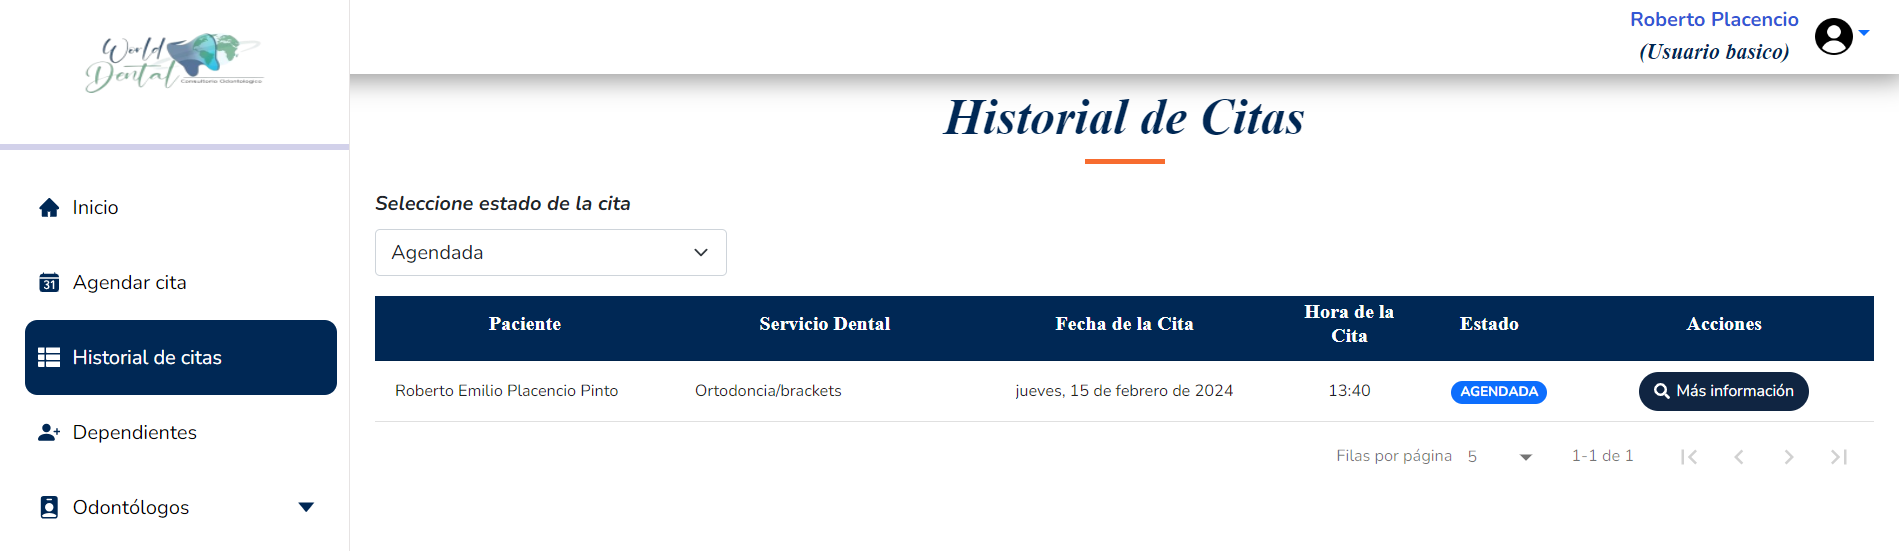 World
Dental
Consultorio Odontológico
Roberto Placencio
(Usuario basico)
Inicio
31
Agendar cita
Historial de citas
Dependientes
Odontólogos
Historial de Citas
Seleccione estado de la cita
Agendada
Paciente Servicio Dental Fecha de la Cita Hora de la Cita Estado Acciones
Roberto Emilio Placencio Pinto Ortodoncia/brackets jueves, 15 de febrero de 2024 13:40 AGENDADA Más información
Filas por página 5 1-1 de 1